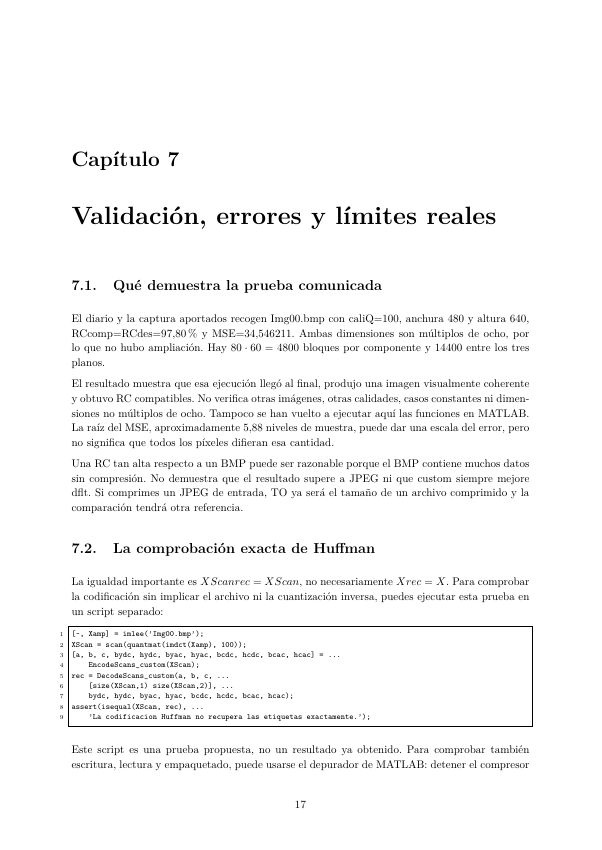 Capítulo 7
Validación, errores y límites reales
7.1. Qué demuestra la prueba comunicada
El diario y la captura aportados recogen Img00.bmp con caliQ=100, anchura 480 y altura 640,
RCcomp=RCdes=97,80 % y MSE=34,546211. Ambas dimensiones son múltiplos de ocho, por
lo que no hubo ampliación. Hay 80 · 60 = 4800 bloques por componente y 14400 entre los tres
planos.
El resultado muestra que esa ejecución llegó al final, produjo una imagen visualmente coherente
y obtuvo RC compatibles. No verifica otras imágenes, otras calidades, casos constantes ni dimen-
siones no múltiplos de ocho. Tampoco se han vuelto a ejecutar aquí las funciones en MATLAB.
La raíz del MSE, aproximadamente 5,88 niveles de muestra, puede dar una escala del error, pero
no significa que todos los píxeles difieran esa cantidad.
Una RC tan alta respecto a un BMP puede ser razonable porque el BMP contiene muchos datos
sin compresión. No demuestra que el resultado supere a JPEG ni que custom siempre mejore
dflt. Si comprimes un JPEG de entrada, TO ya será el tamaño de un archivo comprimido y la
comparación tendrá otra referencia.
7.2. La comprobación exacta de Huffman
La igualdad importante es XScanrec = XScan, no necesariamente Xrec = X. Para comprobar
la codificación sin implicar el archivo ni la cuantización inversa, puedes ejecutar esta prueba en
un script separado:
1 [~, Xamp] = imlee('Img00.bmp');
2 XScan = scan(quantmat(imdct(Xamp), 100));
3 [a, b, c, bydc, hydc, byac, hyac, bcdc, hcdc, bcac, hcac] = ...
4 EncodeScans_custom(XScan);
5 rec = DecodeScans_custom(a, b, c, ...
6 [size(XScan,1) size(XScan,2)], ...
7 bydc, hydc, byac, hyac, bcdc, hcdc, bcac, hcac);
8 assert(isequal(XScan, rec), ...
9 'La codificacion Huffman no recupera las etiquetas exactamente.');
Este script es una prueba propuesta, no un resultado ya obtenido. Para comprobar también
escritura, lectura y empaquetado, puede usarse el depurador de MATLAB: detener el compresor
17